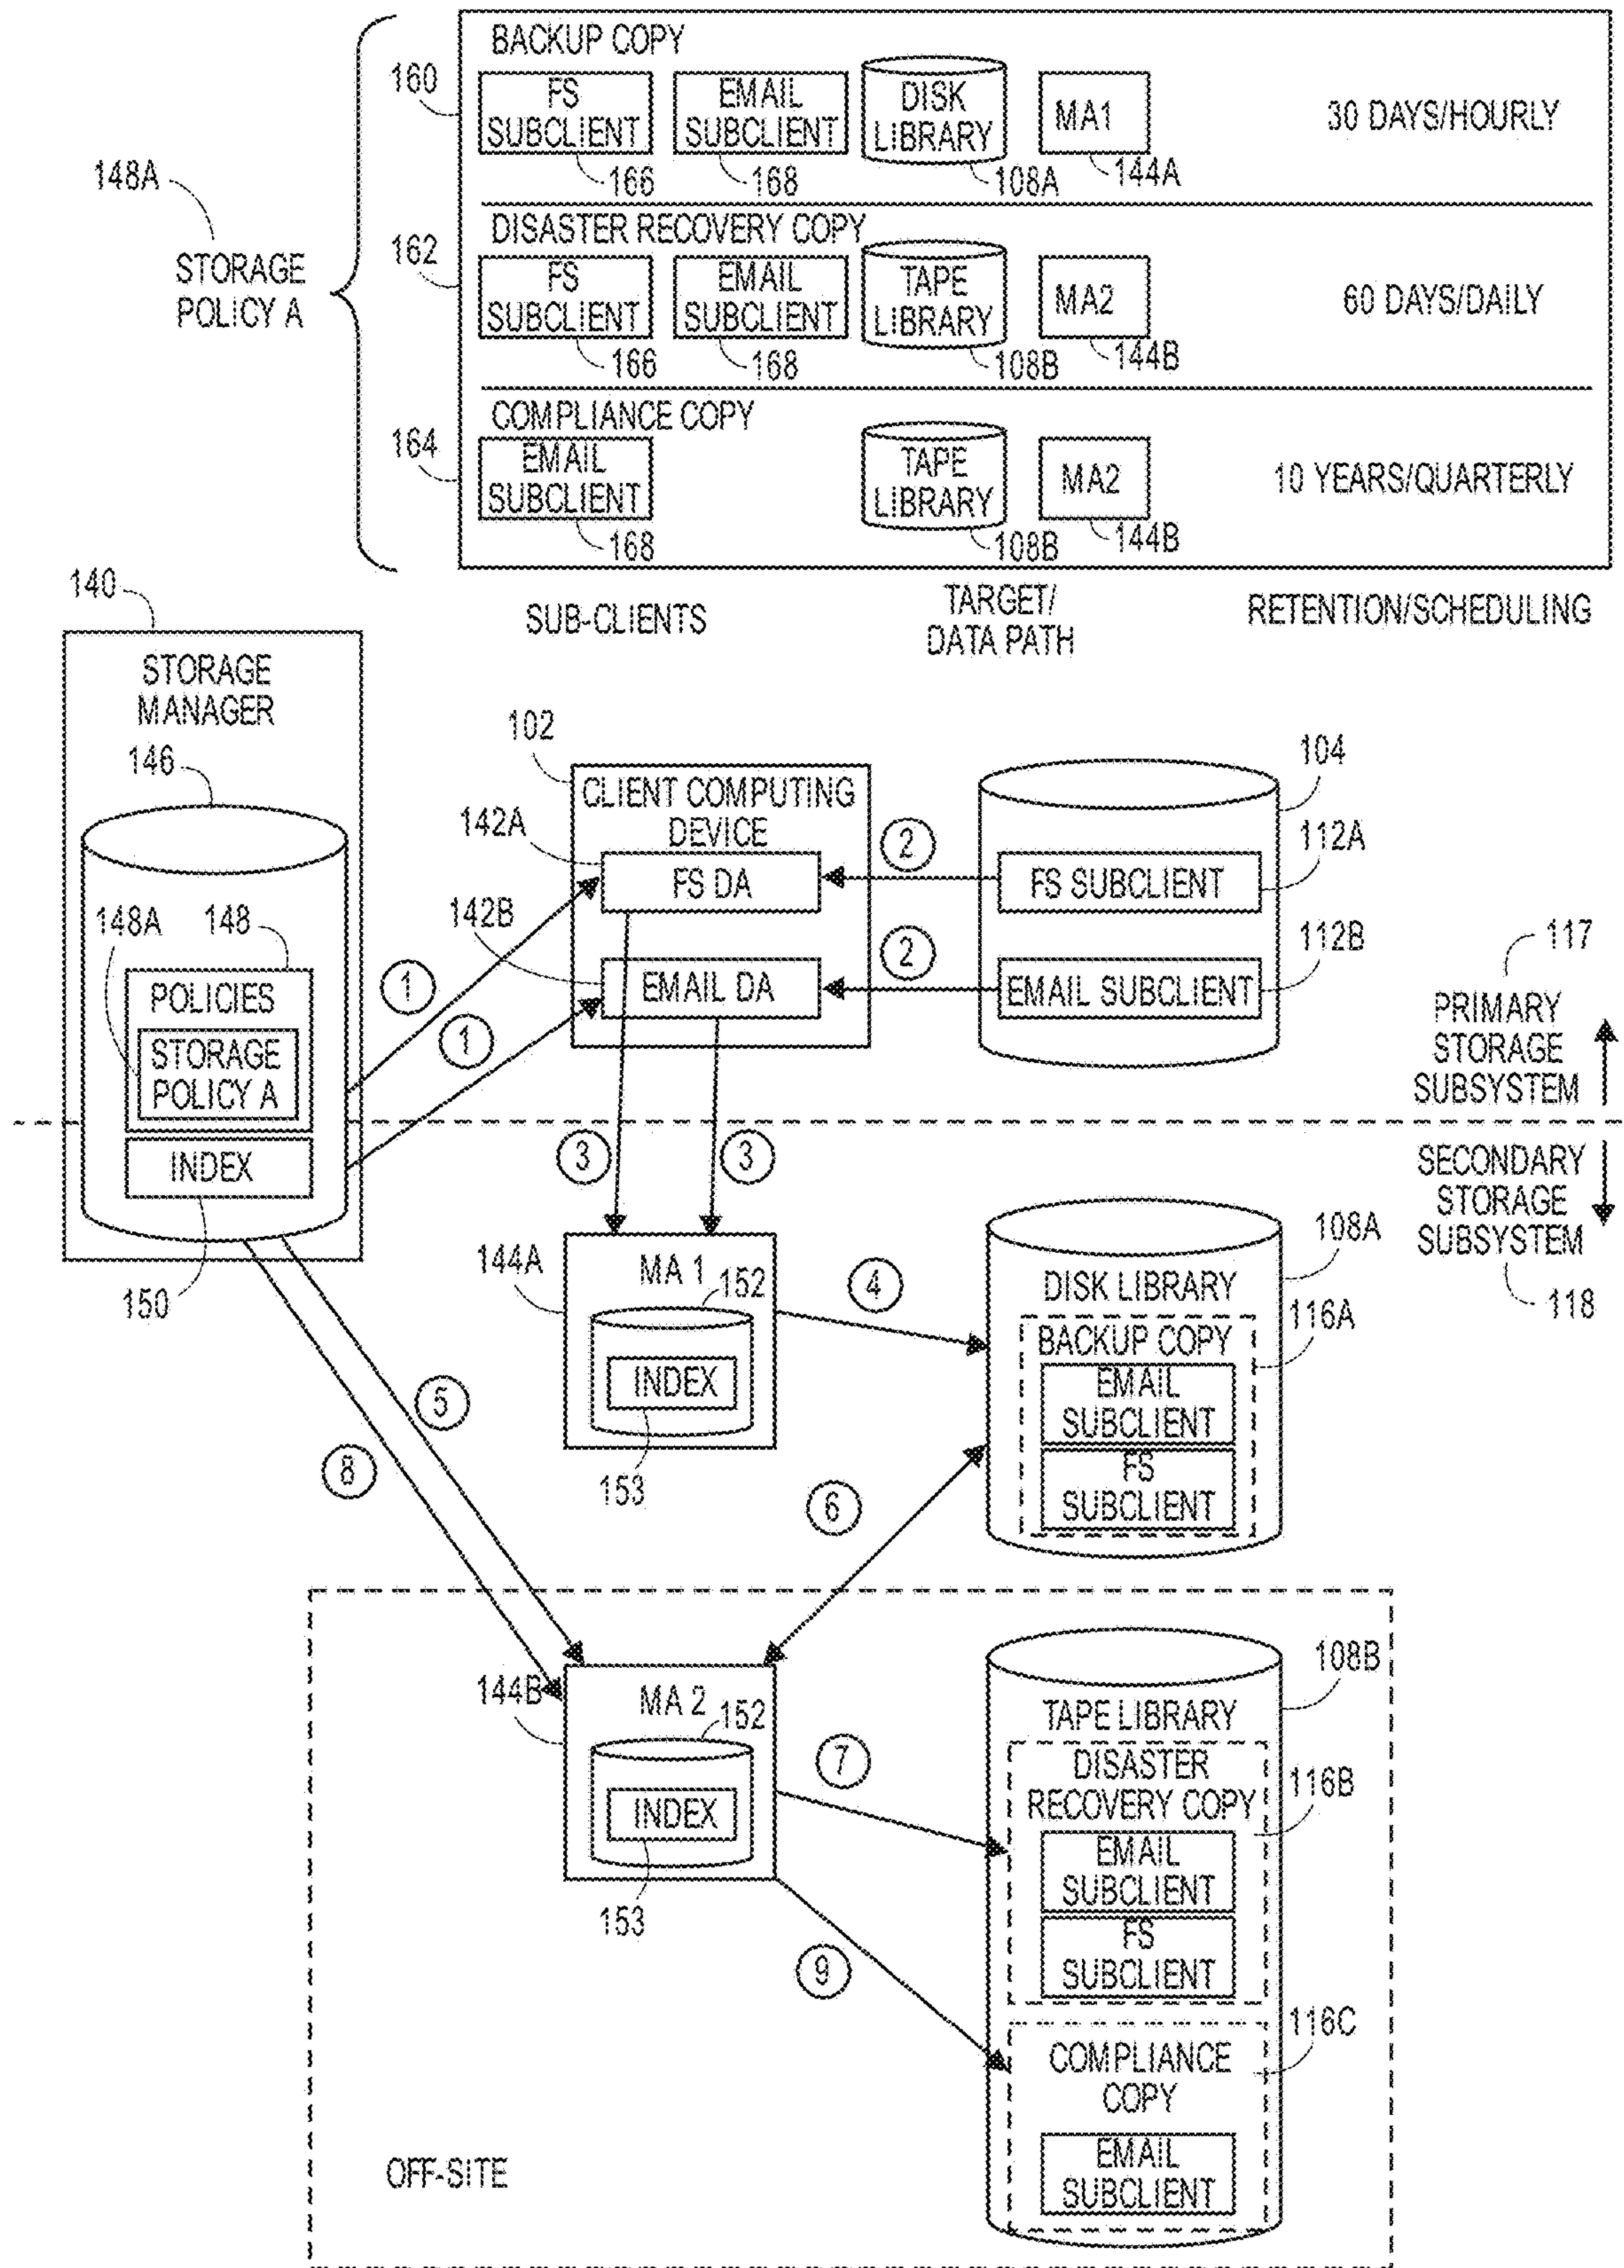 BACKUP COPY
160
FS
SUBCLIENT
166
EMAIL
SUBCLIENT
168
DISK
LIBRARY
108A
MA1
144A
30 DAYS/HOURLY
148A
STORAGE
POLICY A
DISASTER RECOVERY COPY
162
FS
SUBCLIENT
166
EMAIL
SUBCLIENT
168
TAPE
LIBRARY
108B
MA2
144B
60 DAYS/DAILY
COMPLIANCE COPY
164
EMAIL
SUBCLIENT
168
TAPE
LIBRARY
108B
MA2
144B
10 YEARS/QUARTERLY
SUB-CLIENTS
TARGET/
DATA PATH
RETENTION/SCHEDULING
140
STORAGE
MANAGER
146
148A
148
POLICIES
STORAGE
POLICY A
INDEX
150
102
CLIENT COMPUTING
DEVICE
142A
FS DA
142B
EMAIL DA
104
112A
FS SUBCLIENT
112B
EMAIL SUBCLIENT
1
1
2
2
117
PRIMARY
STORAGE
SUBSYSTEM
SECONDARY
STORAGE
SUBSYSTEM
118
3
3
144A
MA 1
152
INDEX
153
4
108A
DISK LIBRARY
116A
BACKUP COPY
EMAIL
SUBCLIENT
FS
SUBCLIENT
5
8
6
144B
MA 2
152
INDEX
153
7
9
108B
TAPE LIBRARY
DISASTER
RECOVERY COPY
116B
EMAIL
SUBCLIENT
FS
SUBCLIENT
116C
COMPLIANCE
COPY
EMAIL
SUBCLIENT
OFF-SITE